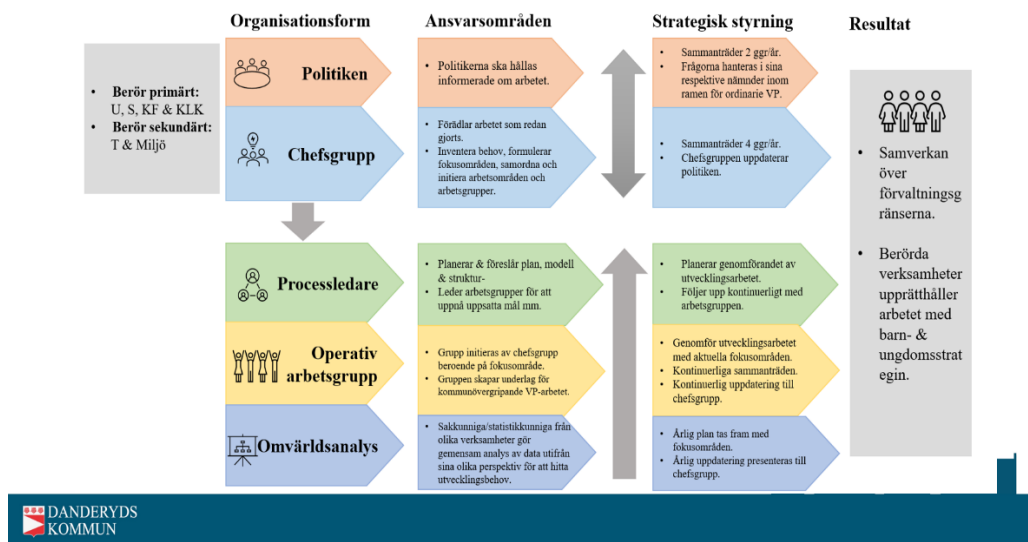 Organisationsform
Ansvarsområden
Strategisk styrning
Resultat
• Berör primärt:
U, S, KF & KLK
• Berör sekundärt:
T & Miljö
Politiken
• Politikerna ska hållas
informerade om arbetet.
• Sammanträder 2 ggr/år.
• Frågorna hanteras i sina
respektive nämnder inom
ramen för ordinarie VP.
Chefsgrupp
• Förädlar arbetet som redan
gjorts.
• Inventera behov, formulerar
fokusområden, samordna och
initiera arbetsområden och
arbetsgrupper.
• Sammanträder 4 ggr/år.
• Chefsgruppen uppdaterar
politiken.
Processledare
• Planerar & föreslår plan, modell
& struktur-
• Leder arbetsgrupper för att
uppnå uppsatta mål mm.
• Planerar genomförandet av
utvecklingsarbetet.
• Följer upp kontinuerligt med
arbetsgruppen.
Operativ
arbetsgrupp
• Grupp initieras av chefsgrupp
beroende på fokusområde.
• Gruppen skapar underlag för
kommunövergripande VP-arbetet.
• Genomför utvecklingsarbetet
med aktuella fokusområden.
• Kontinuerliga sammanträden.
• Kontinuerlig uppdatering till
chefsgrupp.
Omvärldsanalys
• Sakkunniga/statistikkunniga från
olika verksamheter gör
gemensam analys av data utifrån
sina olika perspektiv för att hitta
utvecklingsbehov.
• Årlig plan tas fram med
fokusområden.
• Årlig uppdatering presenteras till
chefsgrupp.
• Samverkan
över
förvaltningsg
ränserna.
• Berörda
verksamheter
upprätthåller
arbetet med
barn- &
ungdomsstrat
egin.
DANDERYDS
KOMMUN